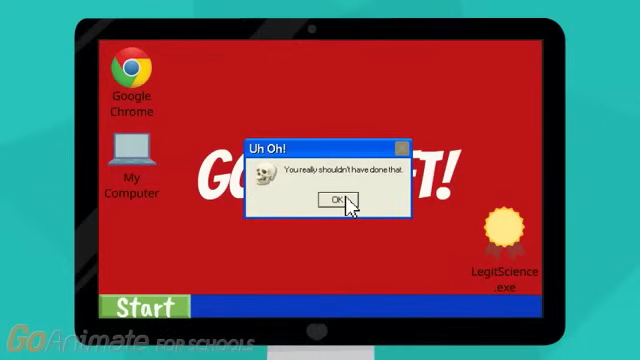 Google
Chrome
Uh Oh!
You really shouldn't have done that.
OK
My
Computer
LegitScience
.exe
Start
GoAnimate FOR SCHOOLS